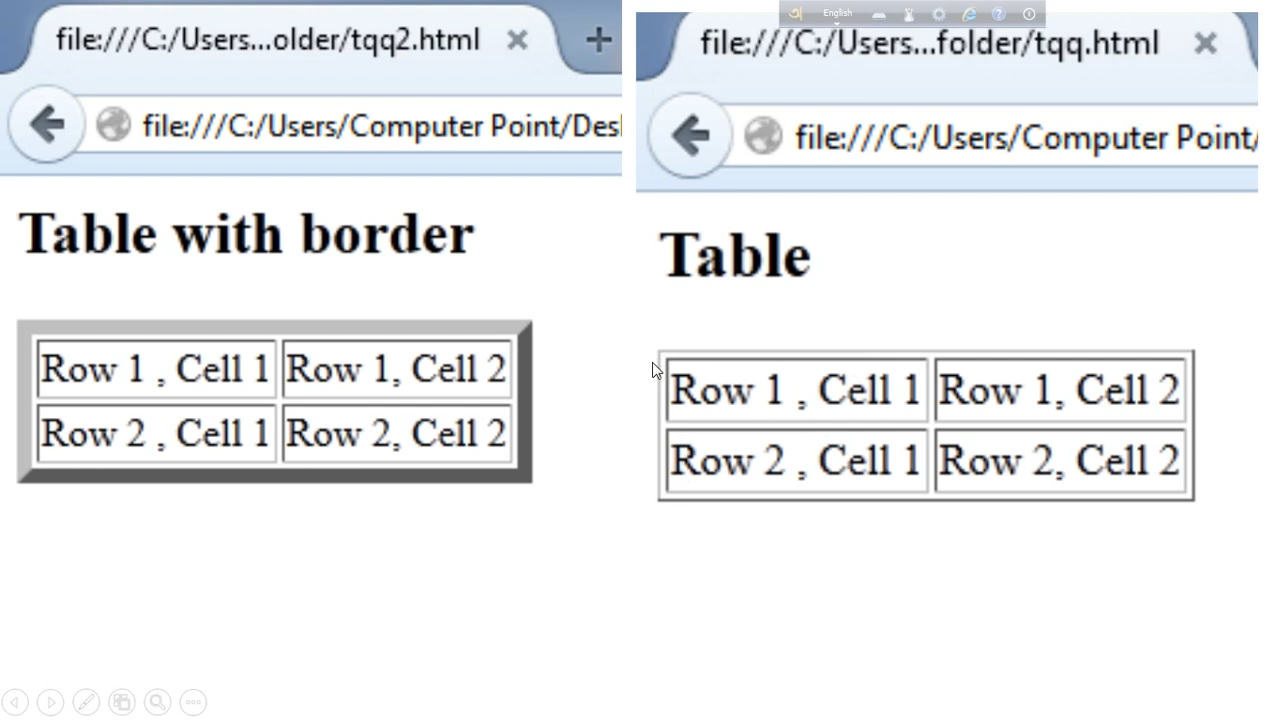 অ English
file:///C:/Users...older/tqq2.html
file:///C:/Users/Computer Point/Des
Table with border
Row 1 , Cell 1 Row 1, Cell 2
Row 2 , Cell 1 Row 2, Cell 2
file:///C:/Users...folder/tqq.html
file:///C:/Users/Computer Point/
Table
Row 1 , Cell 1 Row 1, Cell 2
Row 2 , Cell 1 Row 2, Cell 2